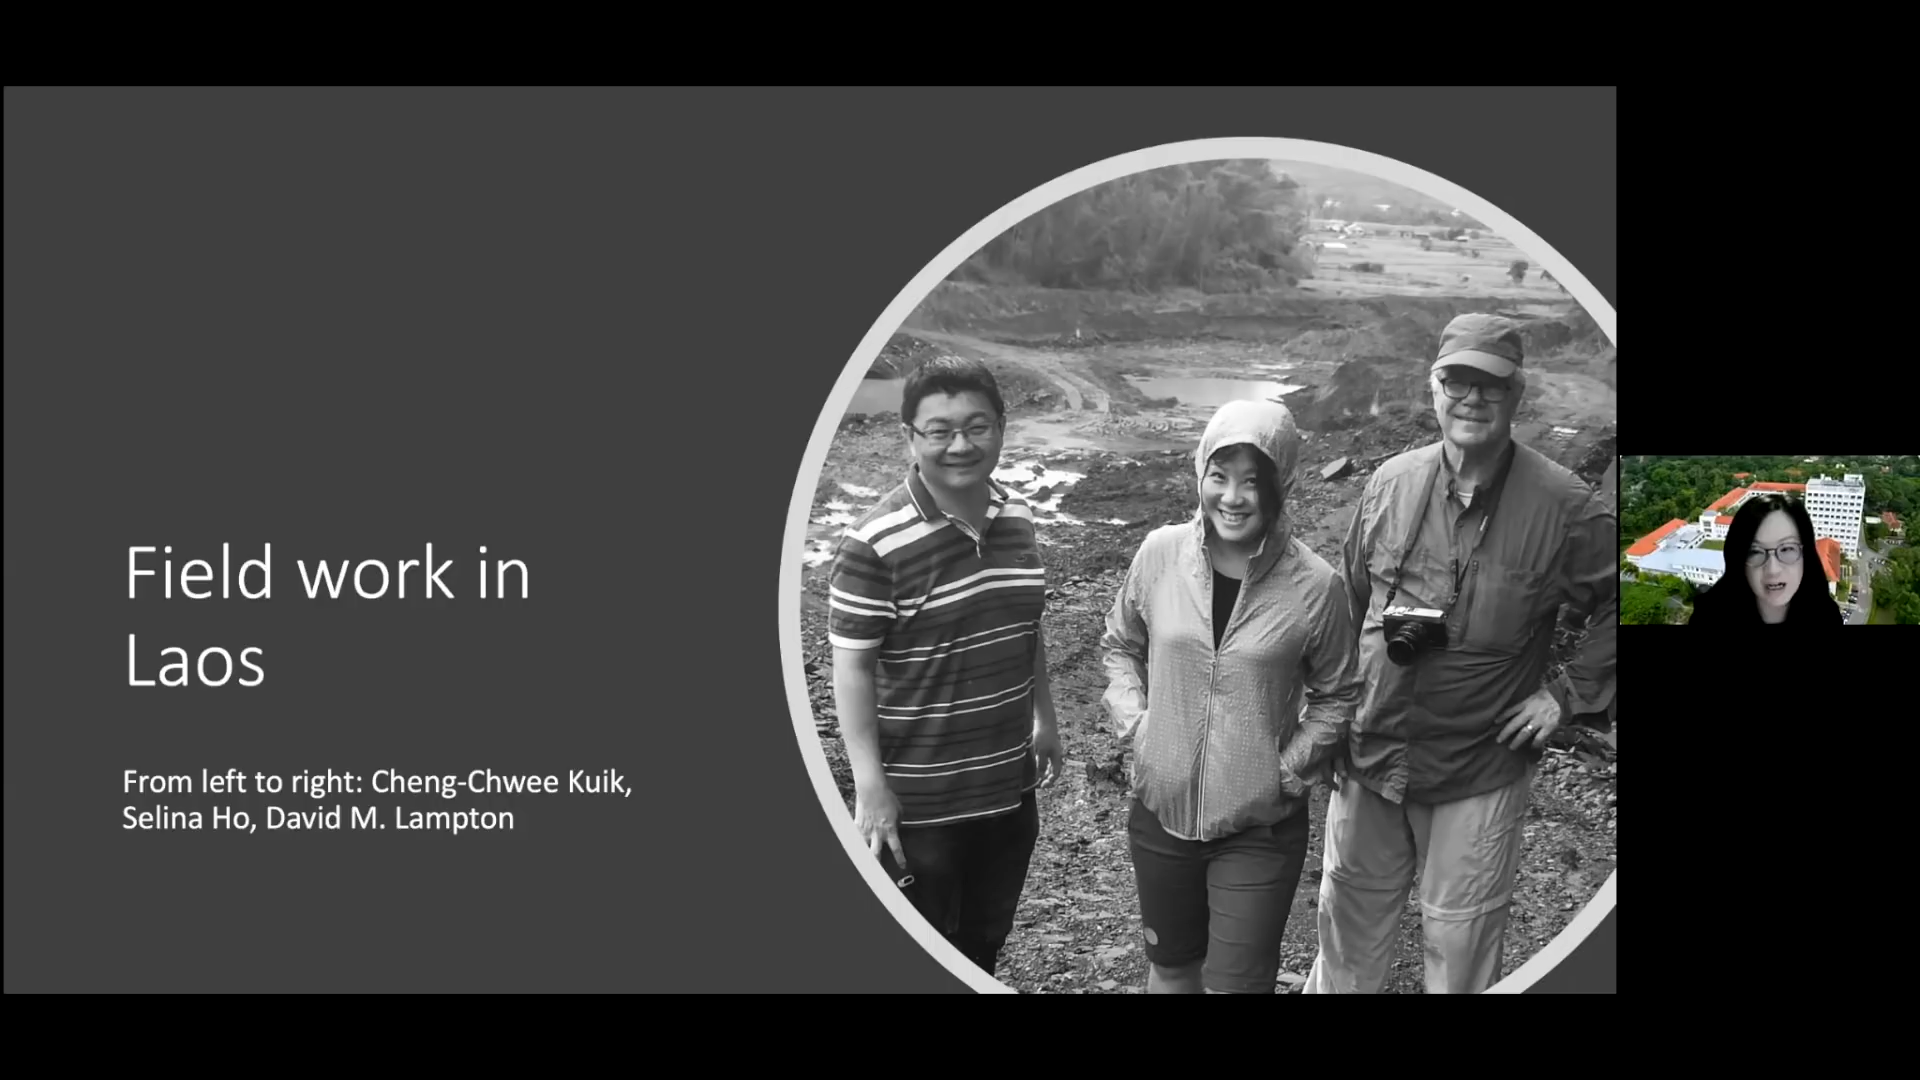 Field work in
Laos
From left to right: Cheng-Chwee Kuik,
Selina Ho, David M. Lampton